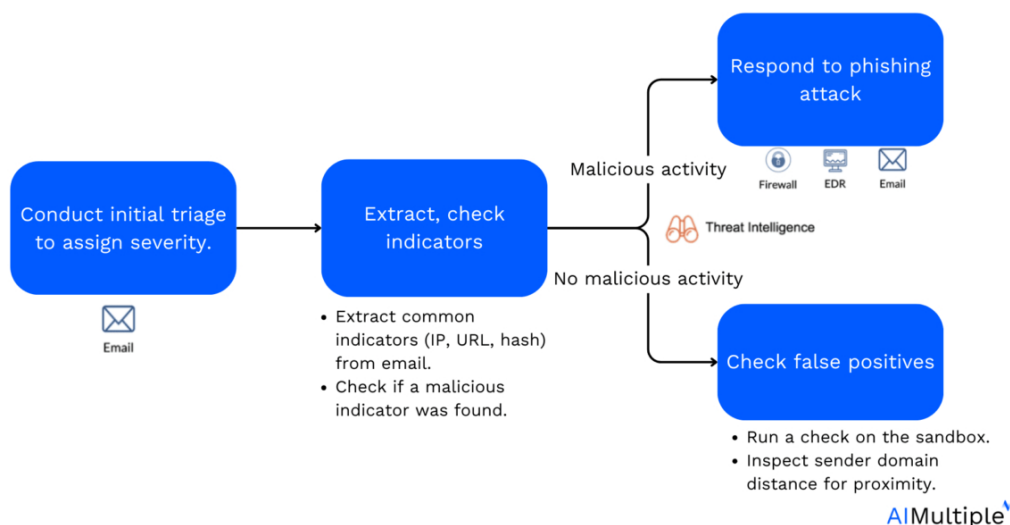 Conduct initial triage
to assign severity.
Email
Extract, check
indicators
• Extract common
indicators (IP, URL, hash)
from email.
• Check if a malicious
indicator was found.
Malicious activity
Threat Intelligence
No malicious activity
Respond to phishing
attack
Firewall
EDR
Email
Check false positives
• Run a check on the sandbox.
• Inspect sender domain
distance for proximity.
AIMultiple